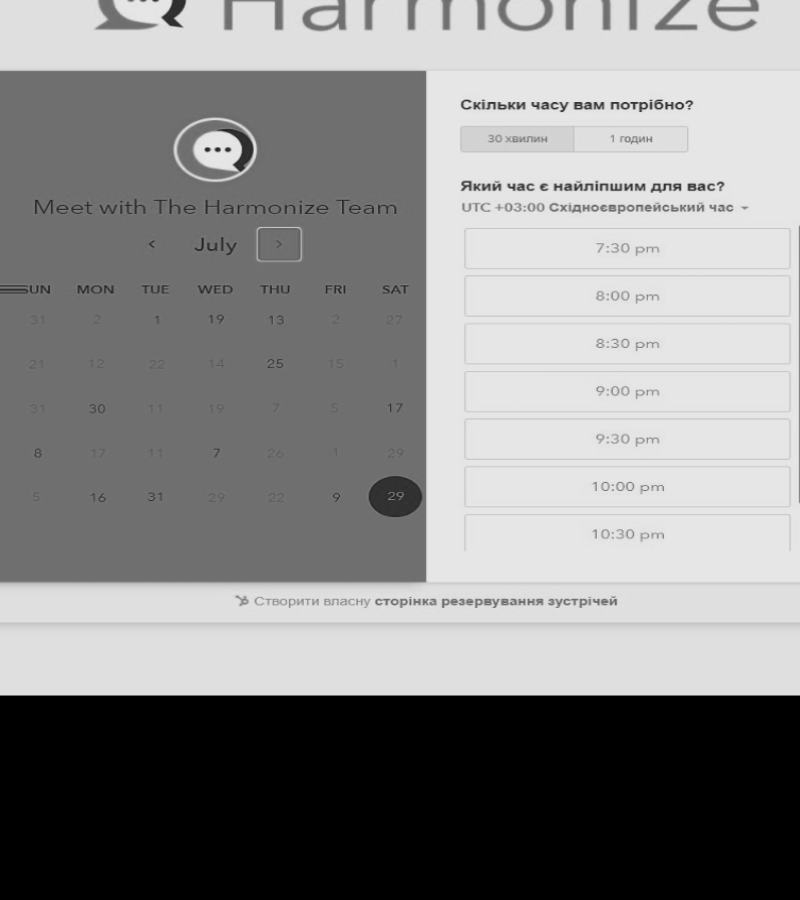 Harmonize
Meet with The Harmonize Team
July
SUN MON TUE WED THU FRI SAT
31 2 1 19 13 2 27
21 12 22 14 25 15 1
31 30 11 19 7 5 17
8 17 11 7 26 1 29
5 16 31 29 22 9 29
Скільки часу вам потрібно?
30 хвилин 1 годин
Який час є найліпшим для вас?
UTC +03:00 Східноєвропейський час
7:30 pm
8:00 pm
8:30 pm
9:00 pm
9:30 pm
10:00 pm
10:30 pm
Створити власну сторінка резервування зустрічей